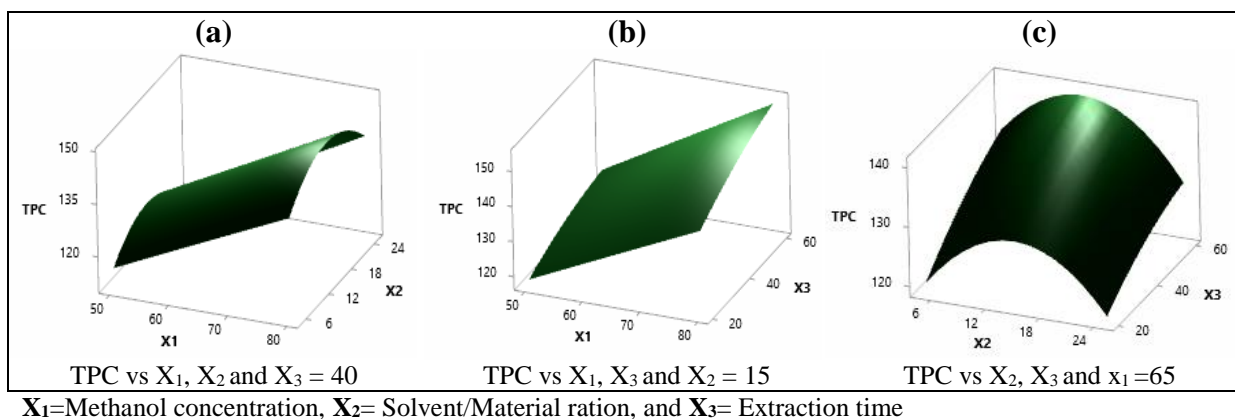 (a) (b) (c)
150
135
TPC
120
50
60
70
80
X1
6
12
18
24
X2
150
140
TPC
130
120
50
60
70
80
X1
20
40
60
X3
140
TPC
130
120
6
12
18
24
X2
20
40
60
X3
TPC vs X₁, X₂ and X₃ = 40
TPC vs X₁, X₃ and X₂ = 15
TPC vs X₂, X₃ and x₁ =65
X₁=Methanol concentration, X₂= Solvent/Material ration, and X₃= Extraction time